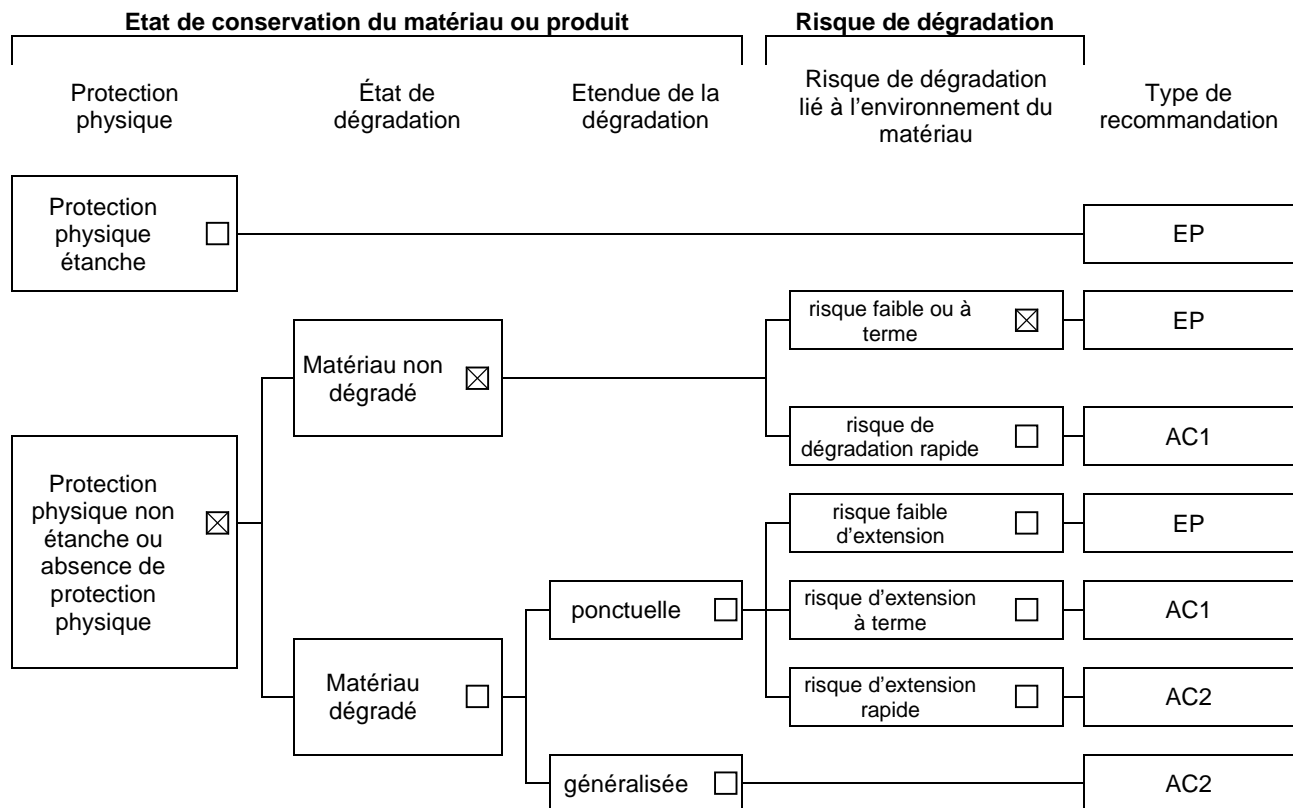 Etat de conservation du matériau ou produit
Risque de dégradation
Protection
physique
État de
dégradation
Etendue de la
dégradation
Risque de dégradation
lié à l'environnement du
matériau
Type de
recommandation
Protection
physique
étanche
EP
risque faible ou à
terme
EP
Matériau non
dégradé
risque de
dégradation rapide
AC1
Protection
physique non
étanche ou
absence de
protection
physique
risque faible
d'extension
EP
ponctuelle
risque d'extension
à terme
AC1
Matériau
dégradé
risque d'extension
rapide
AC2
généralisée
AC2